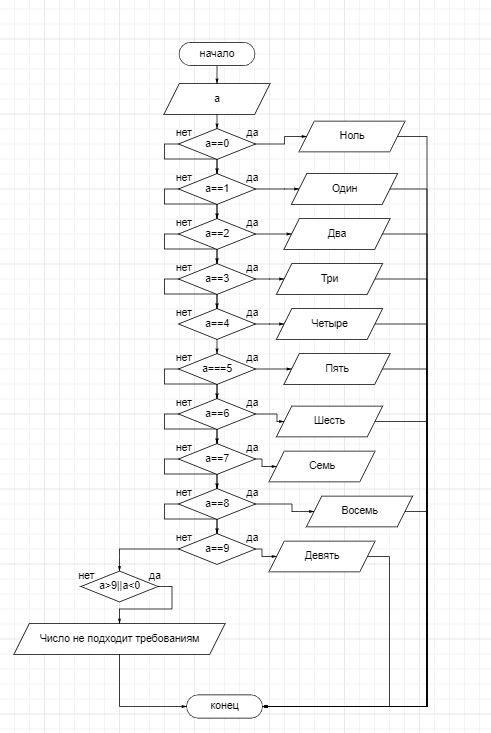 начало
a
нет да
a==0
Ноль
нет да
a==1
Один
нет да
a==2
Два
нет да
a==3
Три
нет да
a==4
Четыре
нет да
a===5
Пять
нет да
a==6
Шесть
нет да
a==7
Семь
нет да
a==8
Восемь
нет да
a==9
Девять
нет да
a>9||a<0
Число не подходит требованиям
конец